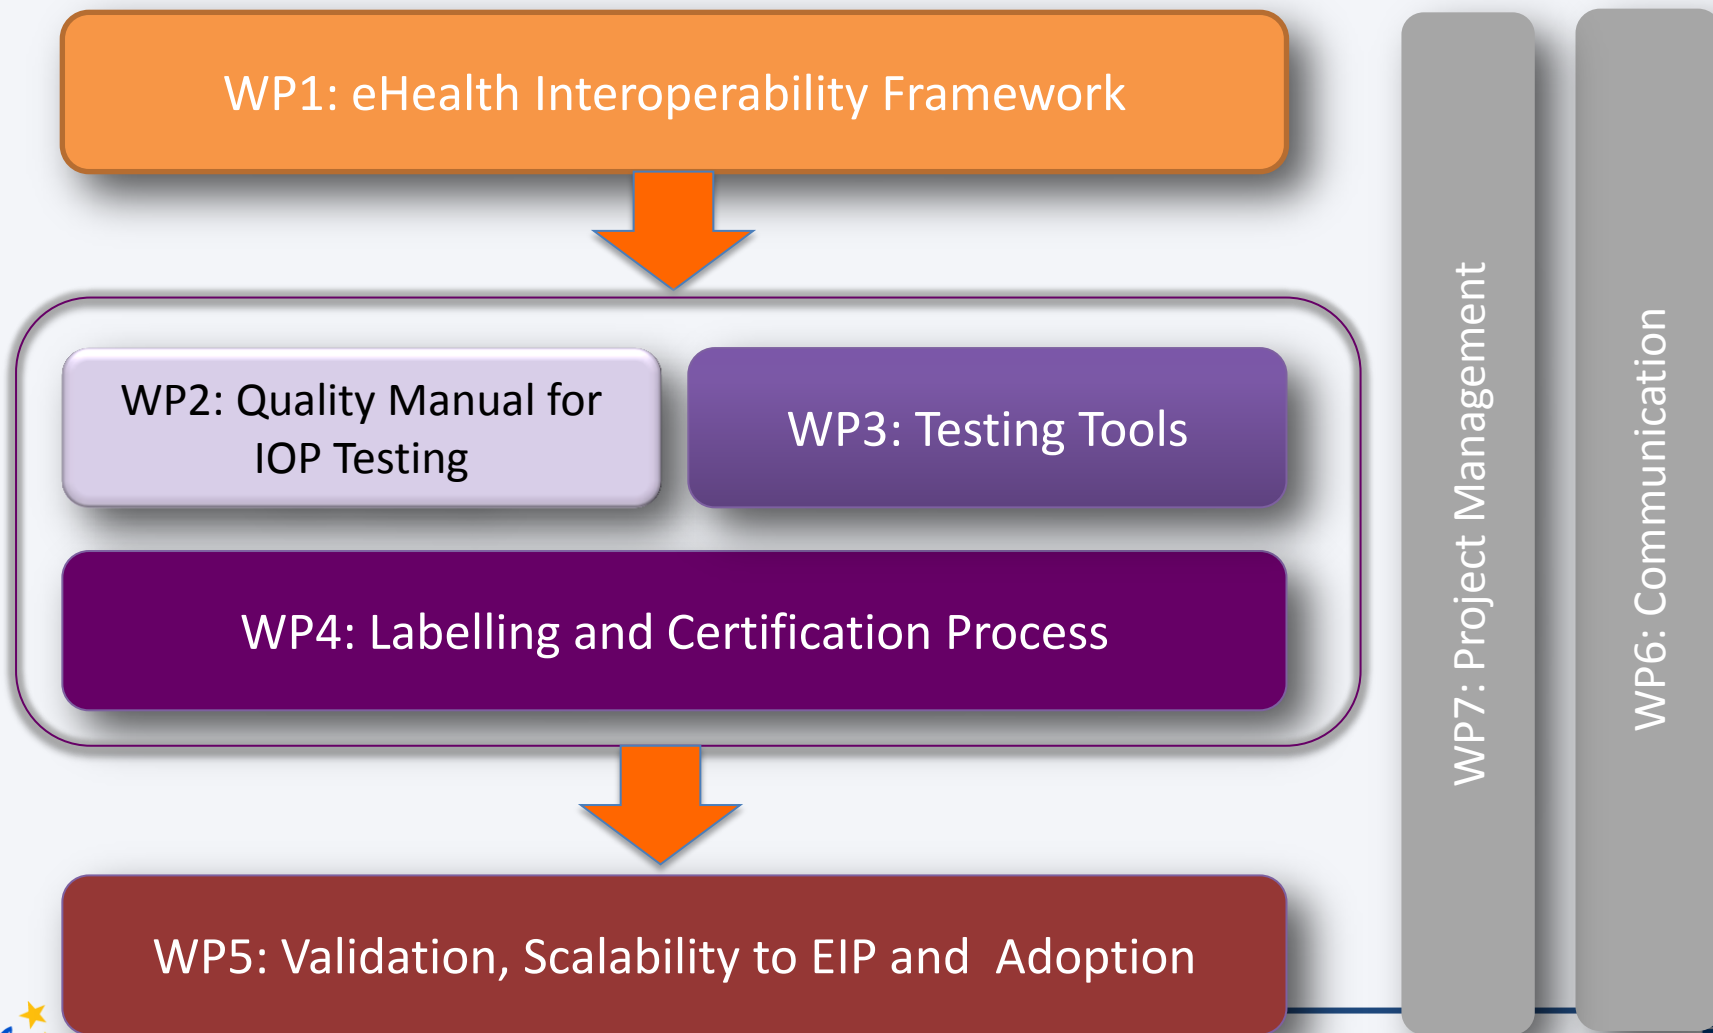 WP1: eHealth Interoperability Framework
WP2: Quality Manual for
IOP Testing
WP3: Testing Tools
WP4: Labelling and Certification Process
WP5: Validation, Scalability to EIP and  Adoption
WP7: Project Management
WP6: Communication